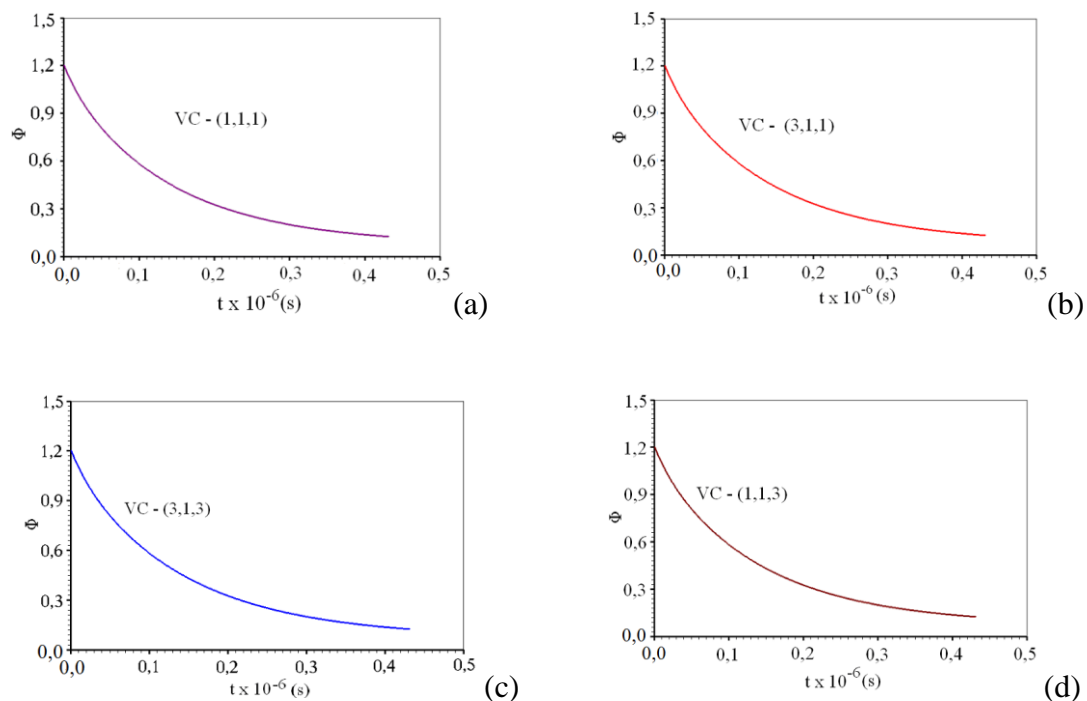 1,5
1,2
0,9
0,6
0,3
0,0
Φ
VC - (1,1,1)
0,0 0,1 0,2 0,3 0,4 0,5
t x 10-6(s)
(a)
1,5
1,2
0,9
0,6
0,3
0,0
Φ
VC - (3,1,1)
0,0 0,1 0,2 0,3 0,4 0,5
t x 10-6 (s)
(b)
1,5
1,2
0,9
0,6
0,3
0,0
Φ
VC - (3,1,3)
0,0 0,1 0,2 0,3 0,4 0,5
t x 10-6 (s)
(c)
1,5
1,2
0,9
0,6
0,3
0,0
Φ
VC - (1,1,3)
0,0 0,1 0,2 0,3 0,4 0,5
t x 10-6(s)
(d)